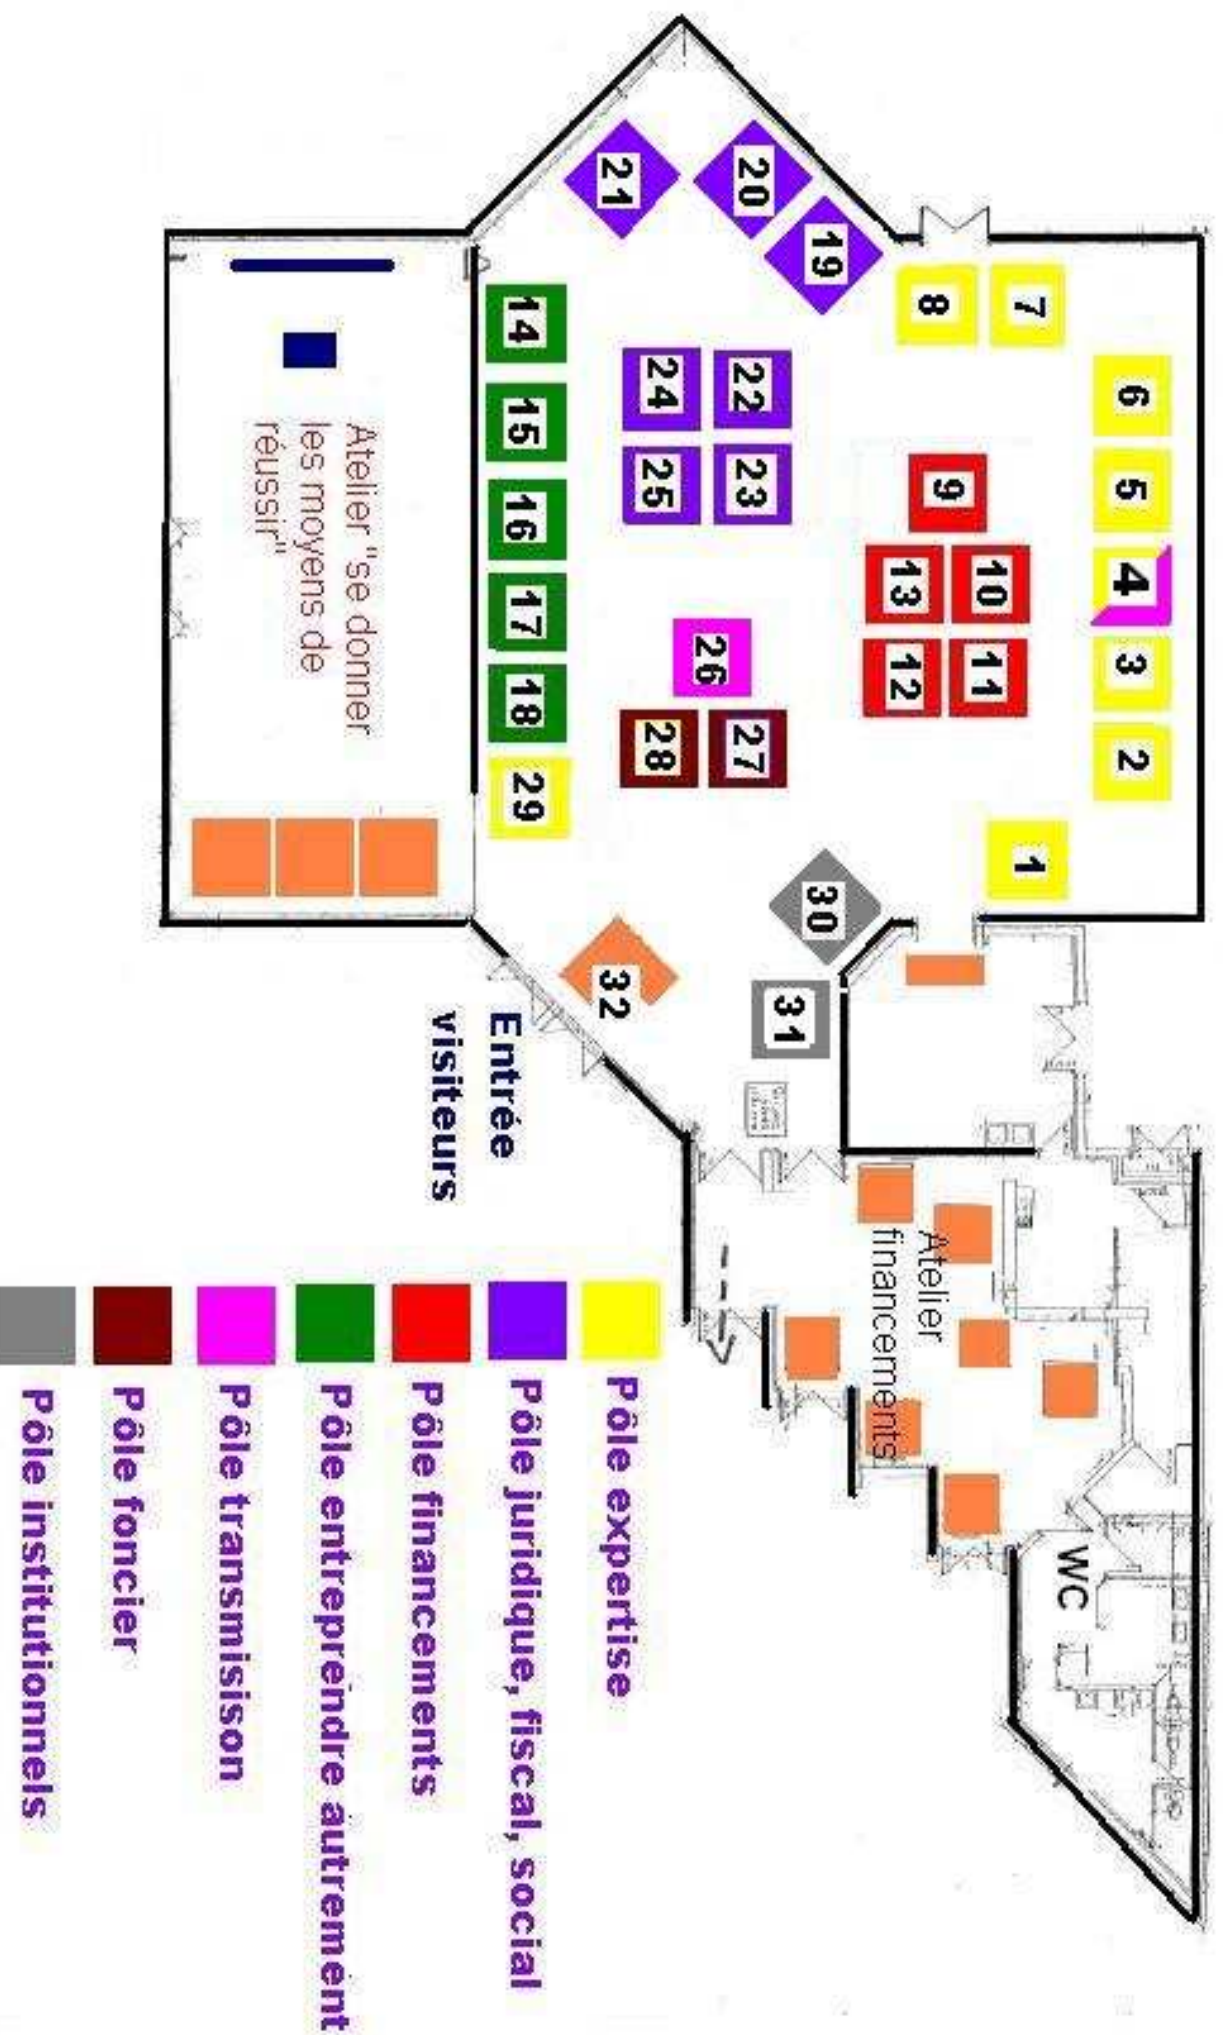 1
2
3
4
5
6
7
8
9
10
11
12
13
14
15
16
17
18
19
20
21
22
23
24
25
26
27
28
29
30
31
32
Atelier "se donner
les moyens de
réussir"
Entrée
visiteurs
Atelier
financements
WC
Pôle expertise
Pôle juridique, fiscal, social
Pôle financements
Pôle entreprendre autrement
Pôle transmisison
Pôle foncier
Pôle institutionnels